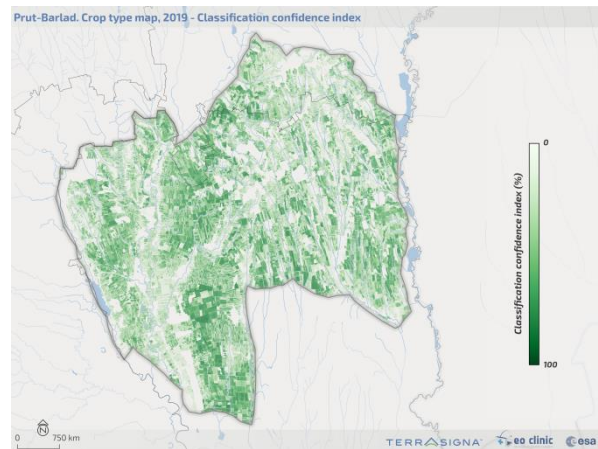 Prut-Barlad. Crop type map, 2019 - Classification confidence index
0
Classification confidence index (%)
100
N
0 750 km
TERRASIGNA eo clinic esa